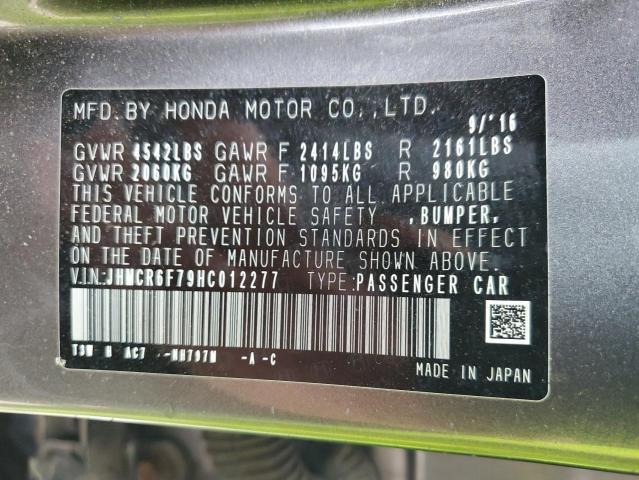 MFD. BY HONDA MOTOR CO.,LTD. 9/'16
GVWR 4542LBS GAWR F 2414LBS R 2161LBS
GVWR 2060KG GAWR F 1095KG R 980KG
THIS VEHICLE CONFORMS TO ALL APPLICABLE
FEDERAL MOTOR VEHICLE SAFETY ,BUMPER,
AND THEFT PREVENTION STANDARDS IN EFFECT
ON THE DATE OF MANUFACTURE SHOWN ABOVE.
VIN:JHMCR6F79HC012277 TYPE:PASSENGER CAR
AC7 -NH797M -A -C
MADE IN JAPAN